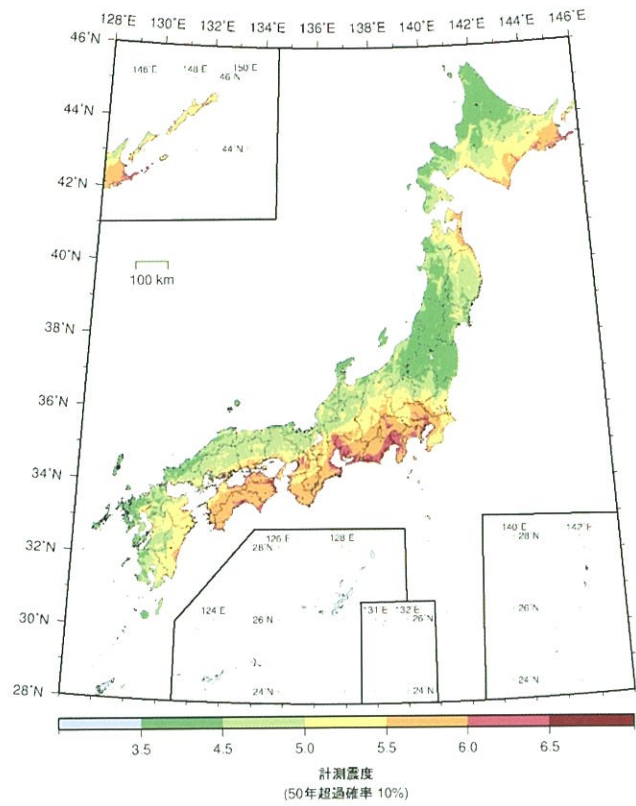 128°E 130°E 132°E 134°E 136°E 138°E 140°E 142°E 144°E 146°E
46°N
146°E 148°E 150°E
46°N
44°N
44°N
42°N
40°N
100 km
38°N
36°N
34°N
32°N
126 E 128 E
28°N
140 E 142°E
28°N
30°N
124 E
26°N
131 E 132 E
26°N
26°N
28°N
24°N
24°N
24°N
3.5 4.5 5.0 5.5 6.0 6.5
計測震度
(50年超過確率 10%)